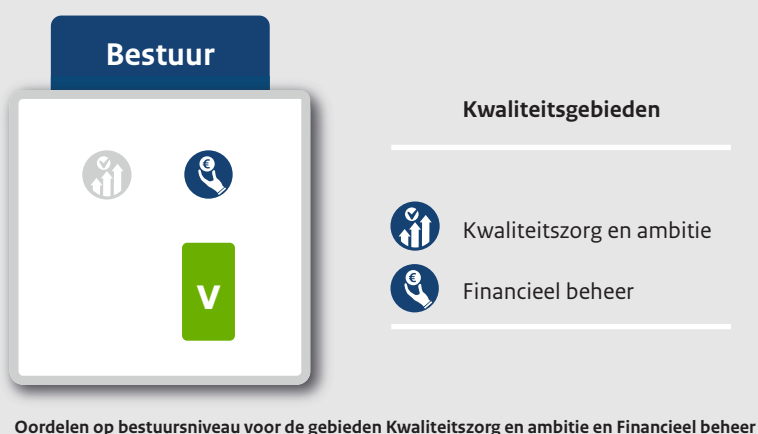 Bestuur
V
Kwaliteitsgebieden
Kwaliteitszorg en ambitie
€ Financieel beheer
Oordelen op bestuursniveau voor de gebieden Kwaliteitszorg en ambitie en Financieel beheer